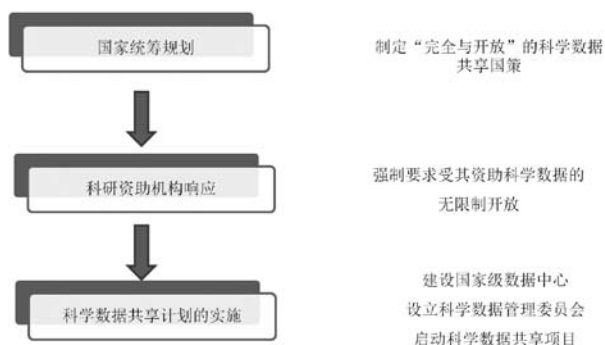 国家统筹规划
制定“完全与开放”的科学数据
共享国策
科研资助机构响应
强制要求受其资助科学数据的
无限制开放
科学数据共享计划的实施
建设国家级数据中心
设立科学数据管理委员会
启动科学数据共享项目